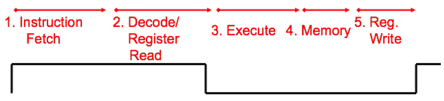 1. Instruction
Fetch
2. Decode/
Register
Read
3. Execute
4. Memory
5. Reg.
Write